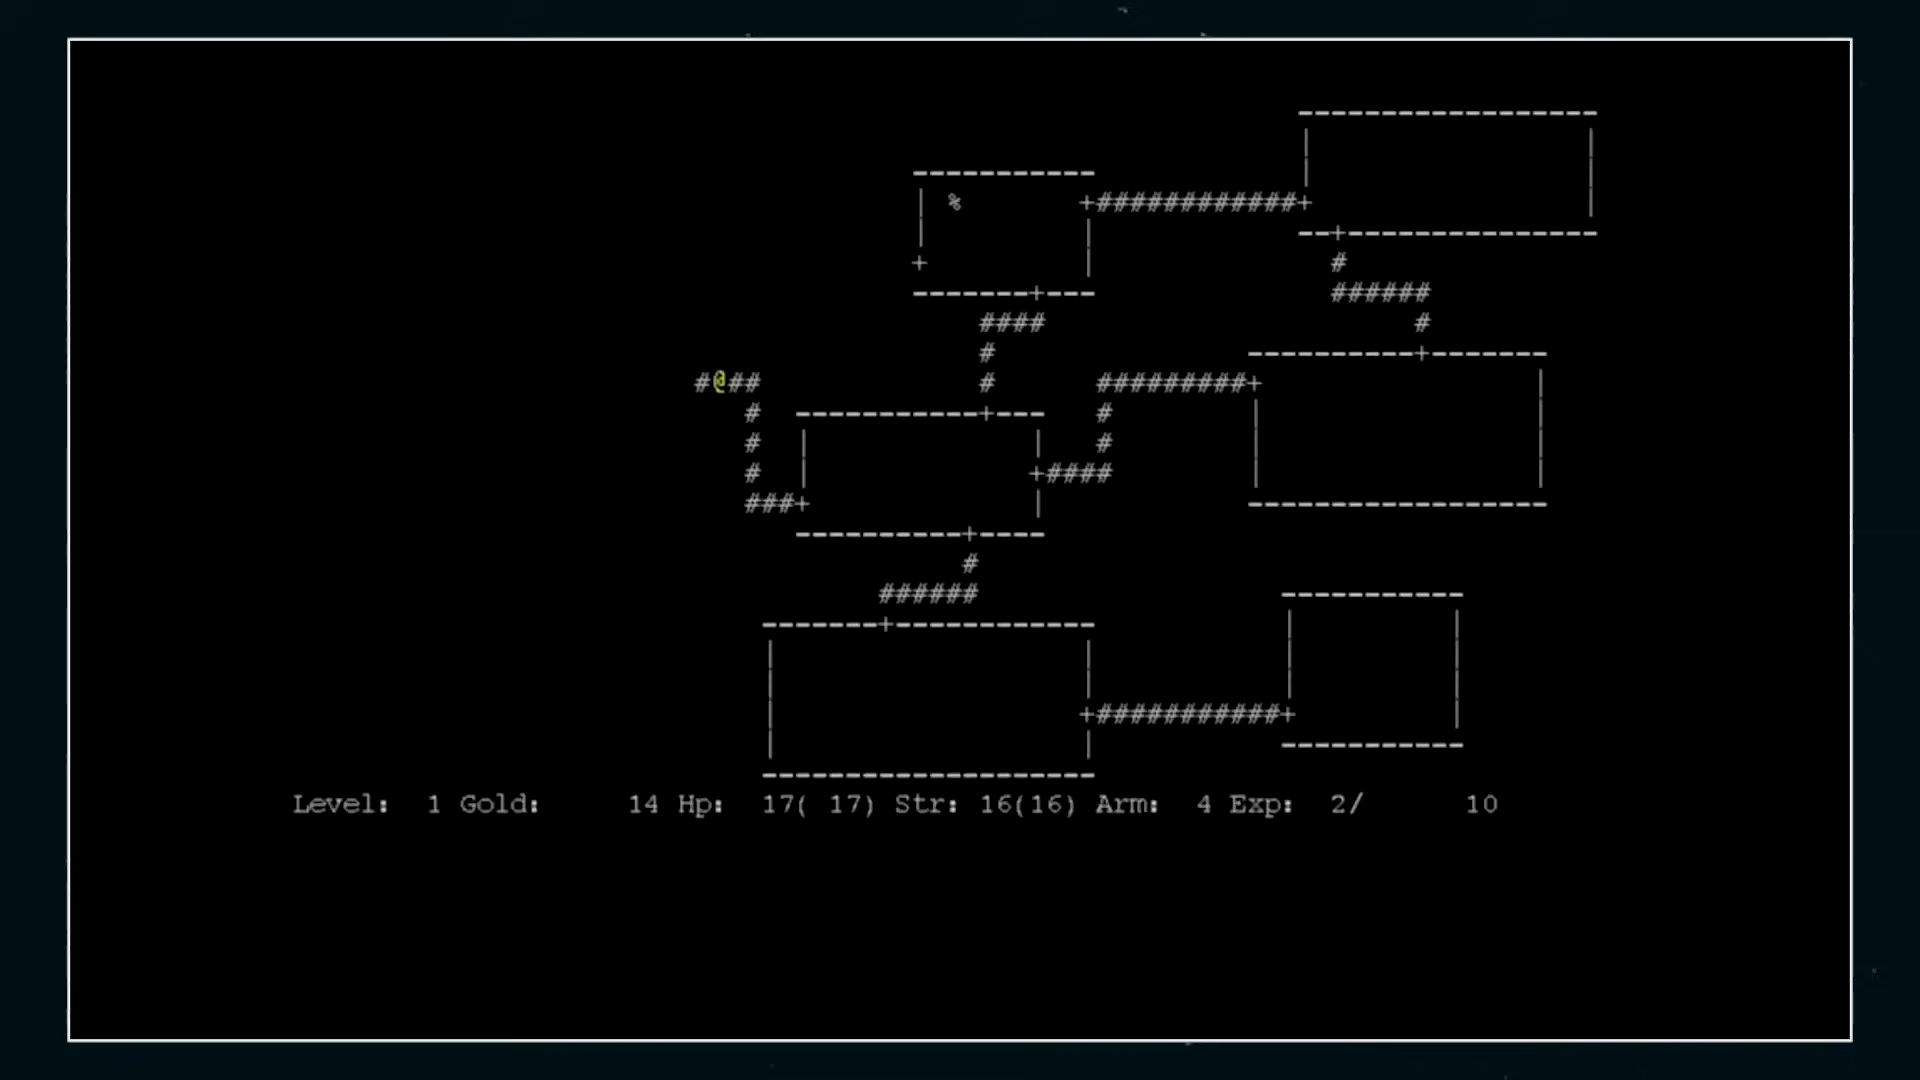 ------------------
| |
----------- | |
| % +############+ |
| | --+---------------
+ | #
-------+--- ######
#### #
# ----------+-------
#@## # #########+ |
# -----------+--- # | |
# | | # | |
# | +#### | |
###+ | ------------------
----------+----
#
###### -----------
-------+------------ | |
| | | |
| | | |
| +###########+ |
| | -----------
--------------------
Level: 1 Gold: 14 Hp: 17( 17) Str: 16(16) Arm: 4 Exp: 2/ 10